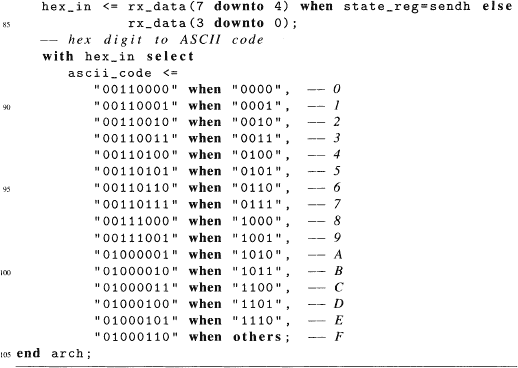 hex_in <= rx_data(7 downto 4) when state_reg=sendh else
85 rx_data(3 downto 0);
-- hex digit to ASCII code
with hex_in select
ascii_code <=
"00110000" when "0000", -- 0
90 "00110001" when "0001", -- 1
"00110010" when "0010", -- 2
"00110011" when "0011", -- 3
"00110100" when "0100", -- 4
"00110101" when "0101", -- 5
95 "00110110" when "0110", -- 6
"00110111" when "0111", -- 7
"00111000" when "1000", -- 8
"00111001" when "1001", -- 9
"01000001" when "1010", -- A
100 "01000010" when "1011", -- B
"01000011" when "1100", -- C
"01000100" when "1101", -- D
"01000101" when "1110", -- E
"01000110" when others; -- F
105 end arch;